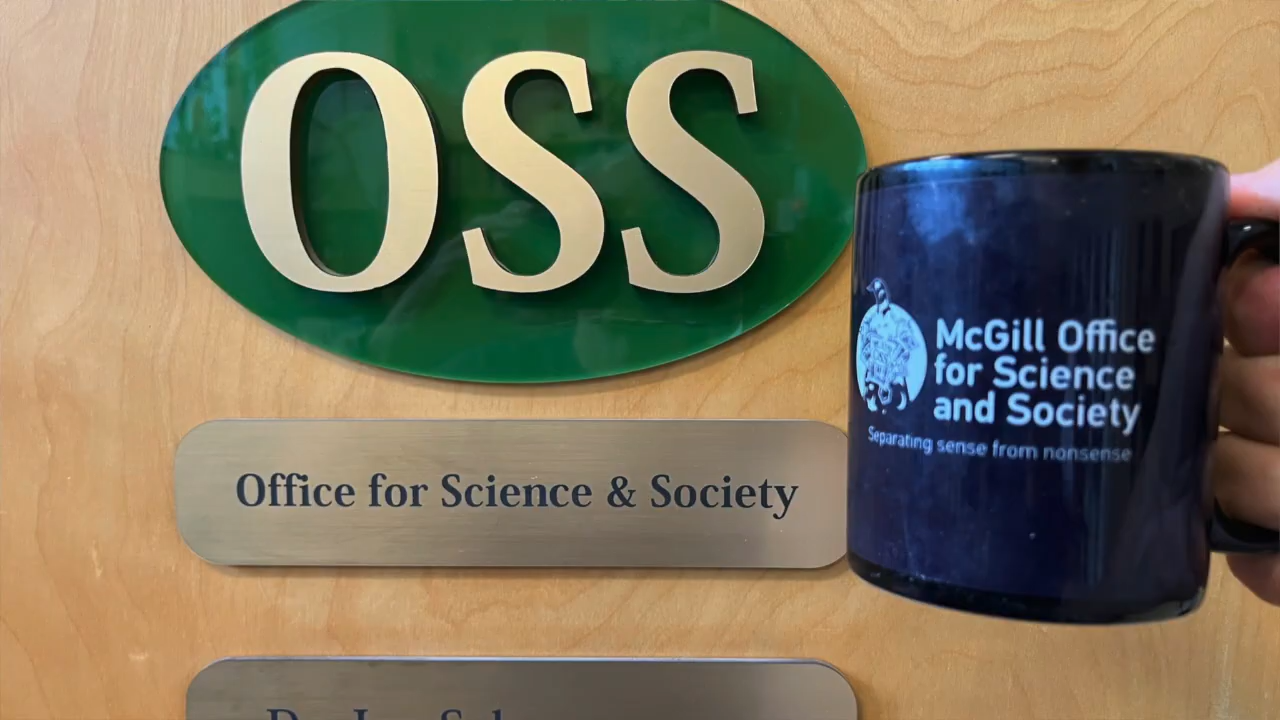 OSS
Office for Science & Society
McGill Office
for Science
and Society
Separating sense from nonsense